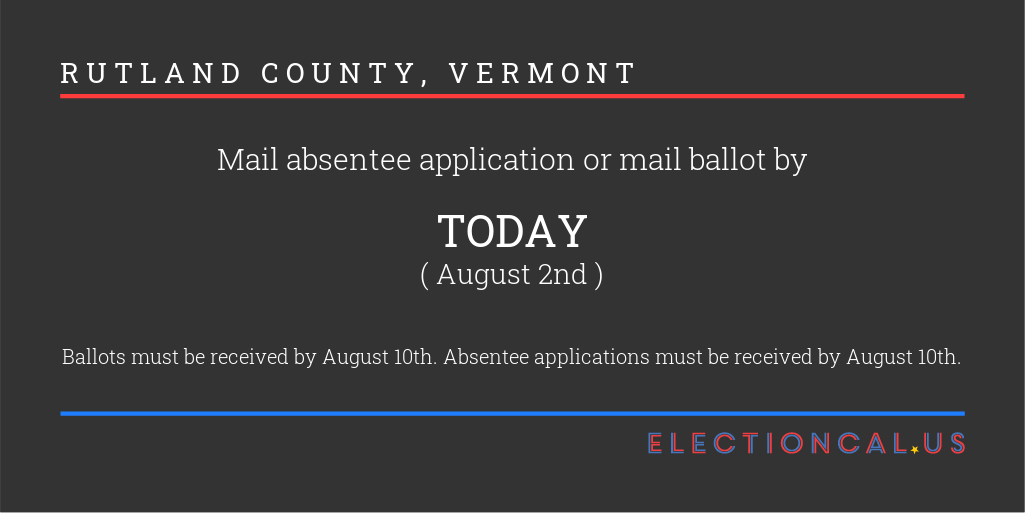 RUTLAND COUNTY, VERMONT
Mail absentee application or mail ballot by
TODAY
( August 2nd )
Ballots must be received by August 10th. Absentee applications must be received by August 10th.
ELECTIONCAL.US